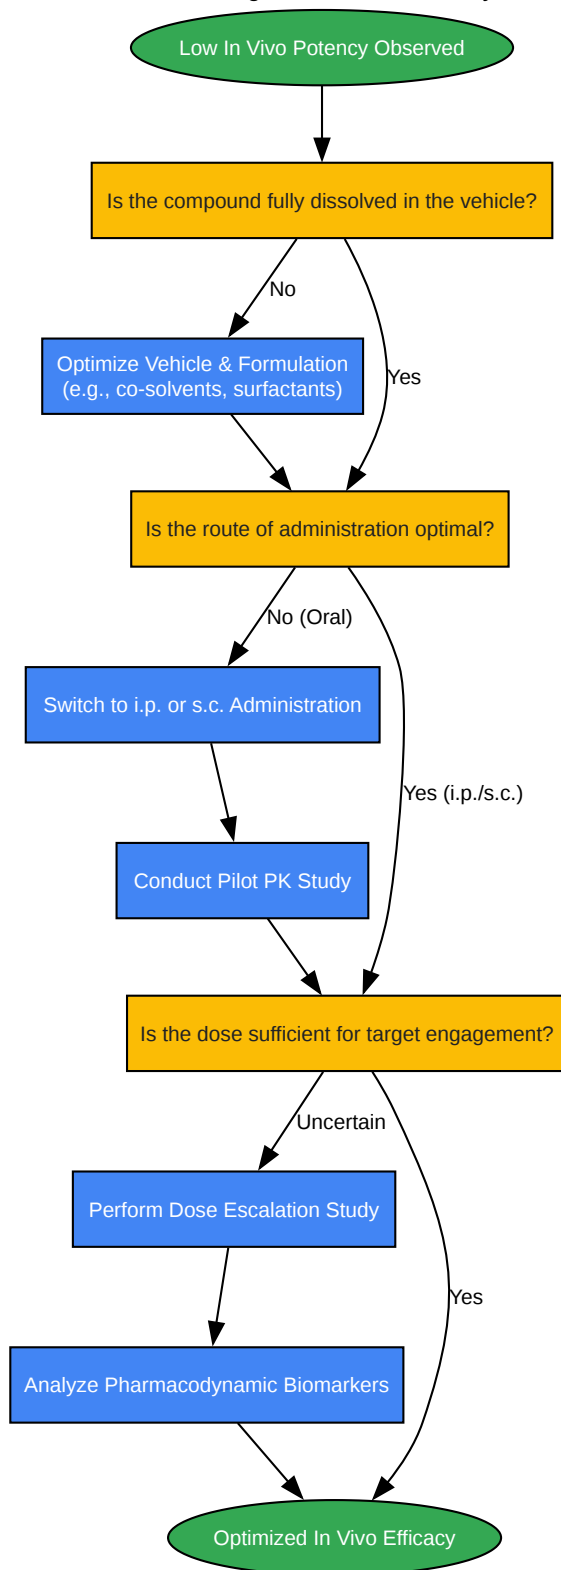 Low In Vivo Potency Observed
Is the compound fully dissolved in the vehicle?
No
Optimize Vehicle & Formulation
(e.g., co-solvents, surfactants)
Yes
Is the route of administration optimal?
No (Oral)
Switch to i.p. or s.c. Administration
Yes (i.p./s.c.)
Conduct Pilot PK Study
Is the dose sufficient for target engagement?
Uncertain
Perform Dose Escalation Study
Yes
Analyze Pharmacodynamic Biomarkers
Optimized In Vivo Efficacy